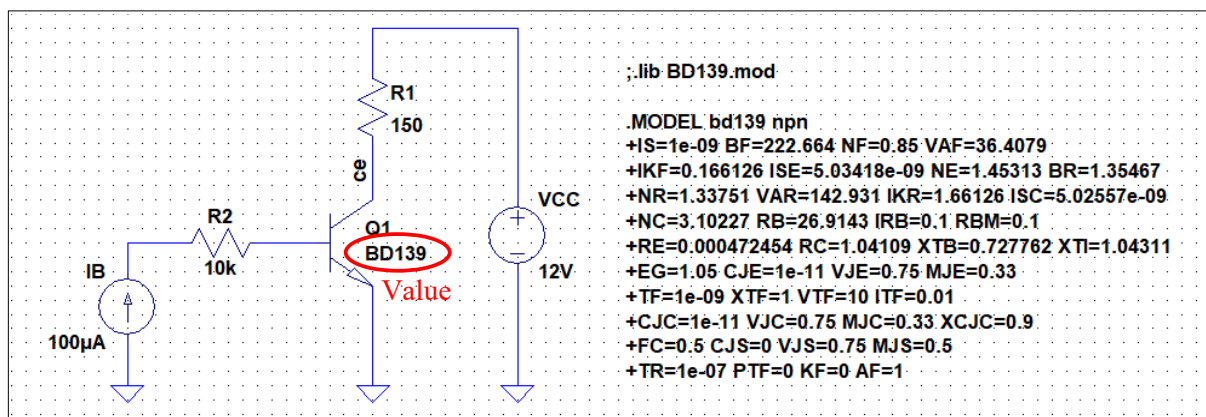 R1
150
ce
R2
10k
IB
100µA
Q1
BD139
Value
VCC
12V
;.lib BD139.mod
.MODEL bd139 npn
+IS=1e-09 BF=222.664 NF=0.85 VAF=36.4079
+IKF=0.166126 ISE=5.03418e-09 NE=1.45313 BR=1.35467
+NR=1.33751 VAR=142.931 IKR=1.66126 ISC=5.02557e-09
+NC=3.10227 RB=26.9143 IRB=0.1 RBM=0.1
+RE=0.000472454 RC=1.04109 XTB=0.727762 XTI=1.04311
+EG=1.05 CJE=1e-11 VJE=0.75 MJE=0.33
+TF=1e-09 XTF=1 VTF=10 ITF=0.01
+CJC=1e-11 VJC=0.75 MJC=0.33 XCJC=0.9
+FC=0.5 CJS=0 VJS=0.75 MJS=0.5
+TR=1e-07 PTF=0 KF=0 AF=1